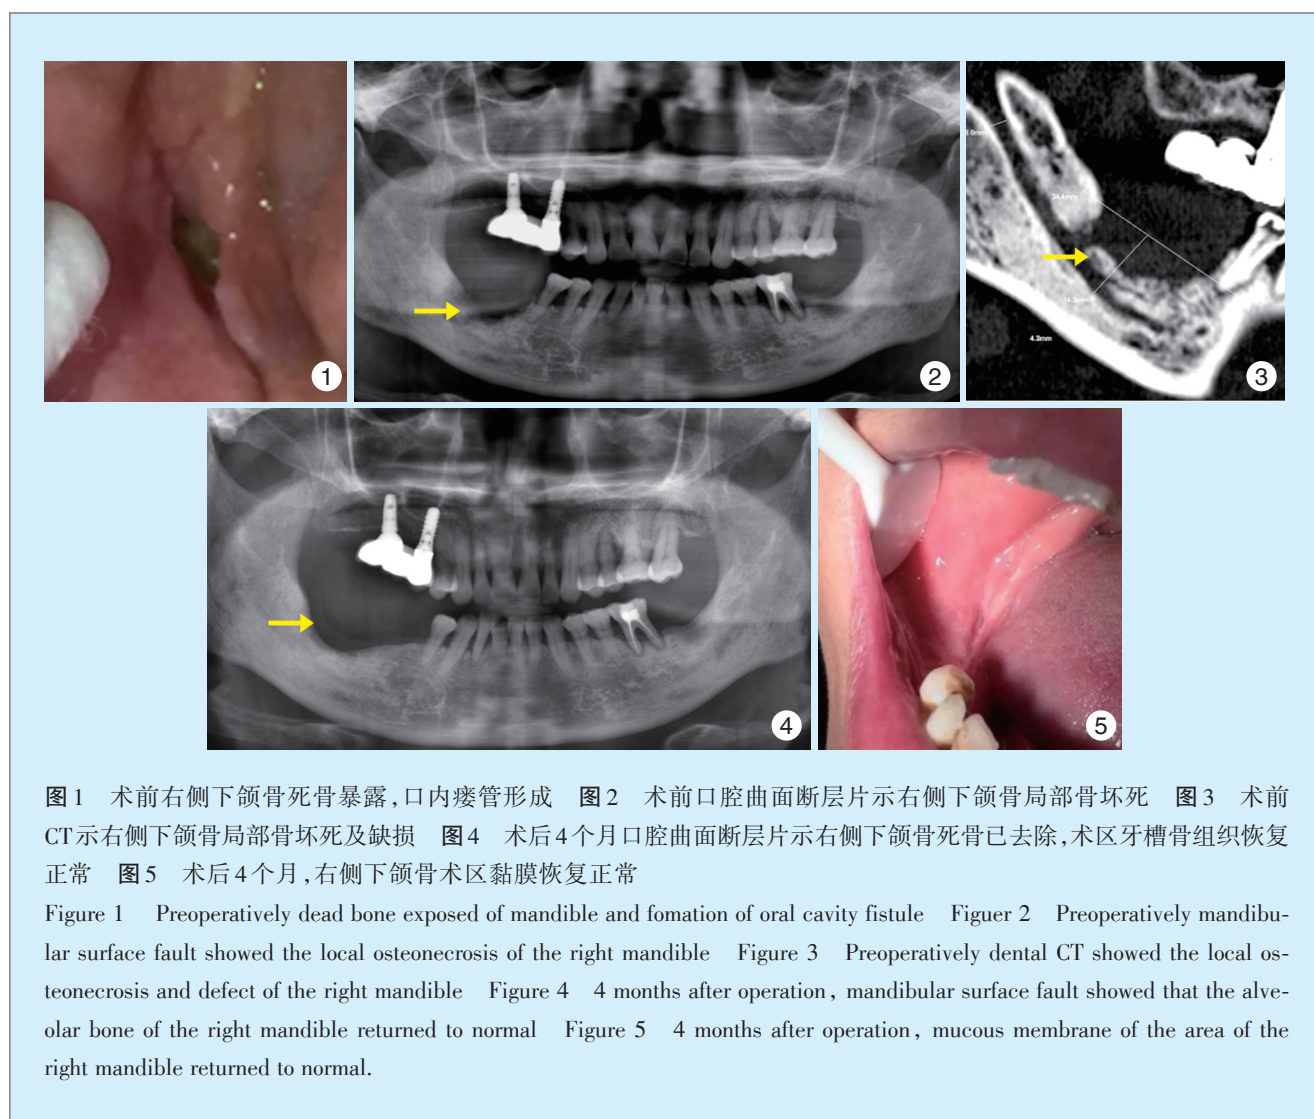 1
2
8.0mm
24.4mm
14.3mm
4.3mm
3
4
5
图1 术前右侧下颌骨死骨暴露,口内瘘管形成 图2 术前口腔曲面断层片示右侧下颌骨局部骨坏死 图3 术前
CT示右侧下颌骨局部骨坏死及缺损 图4 术后4个月口腔曲面断层片示右侧下颌骨死骨已去除,术区牙槽骨组织恢复
正常 图5 术后4个月,右侧下颌骨术区黏膜恢复正常
Figure 1 Preoperatively dead bone exposed of mandible and fomation of oral cavity fistule Figuer 2 Preoperatively mandibu-
lar surface fault showed the local osteonecrosis of the right mandible Figure 3 Preoperatively dental CT showed the local os-
teonecrosis and defect of the right mandible Figure 4 4 months after operation, mandibular surface fault showed that the alve-
olar bone of the right mandible returned to normal Figure 5 4 months after operation, mucous membrane of the area of the
right mandible returned to normal.